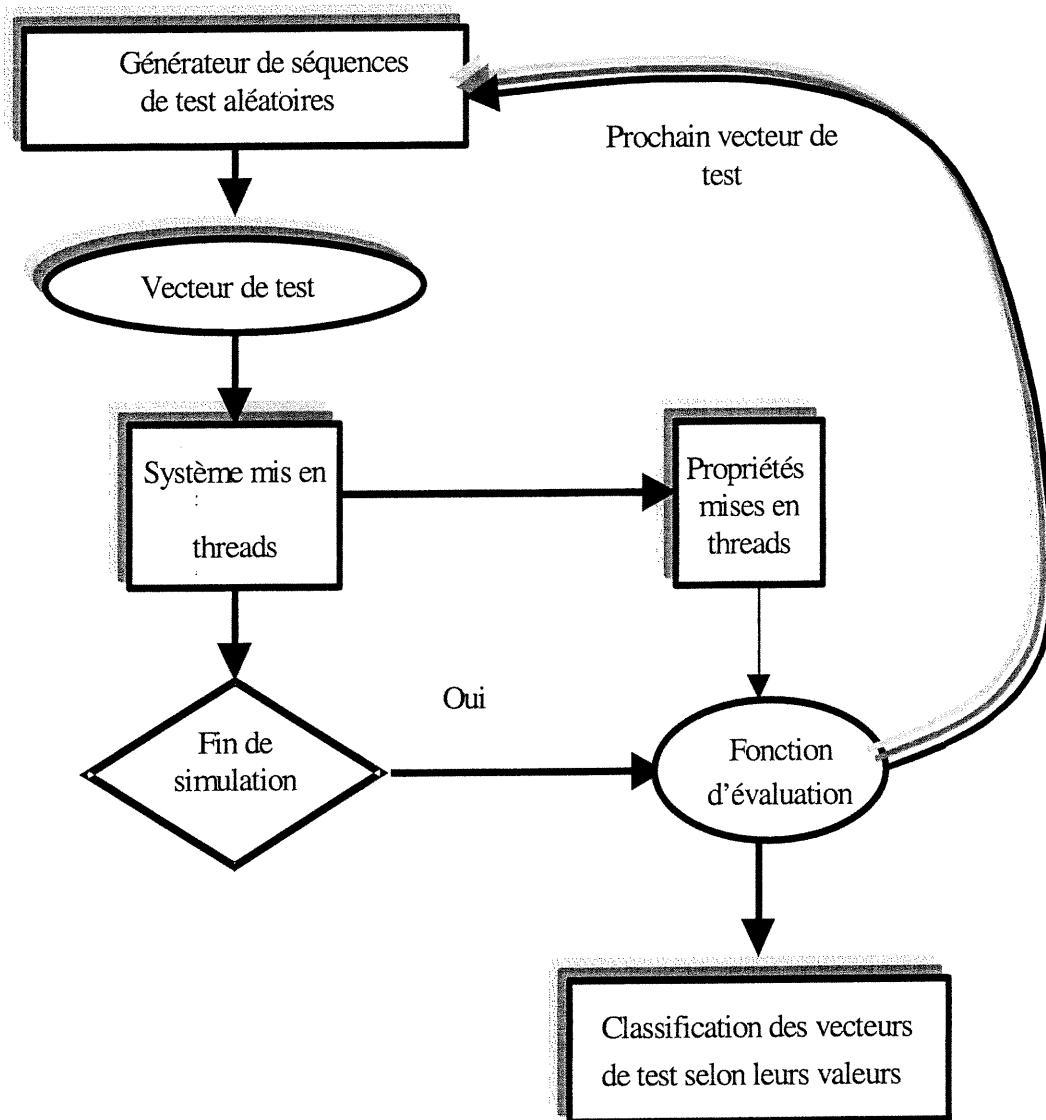 Générateur de séquences
de test aléatoires
Prochain vecteur de
test
Vecteur de test
Système mis en
threads
Propriétés
mises en
threads
Oui
Fin de
simulation
Fonction
d'évaluation
Classification des vecteurs
de test selon leurs valeurs